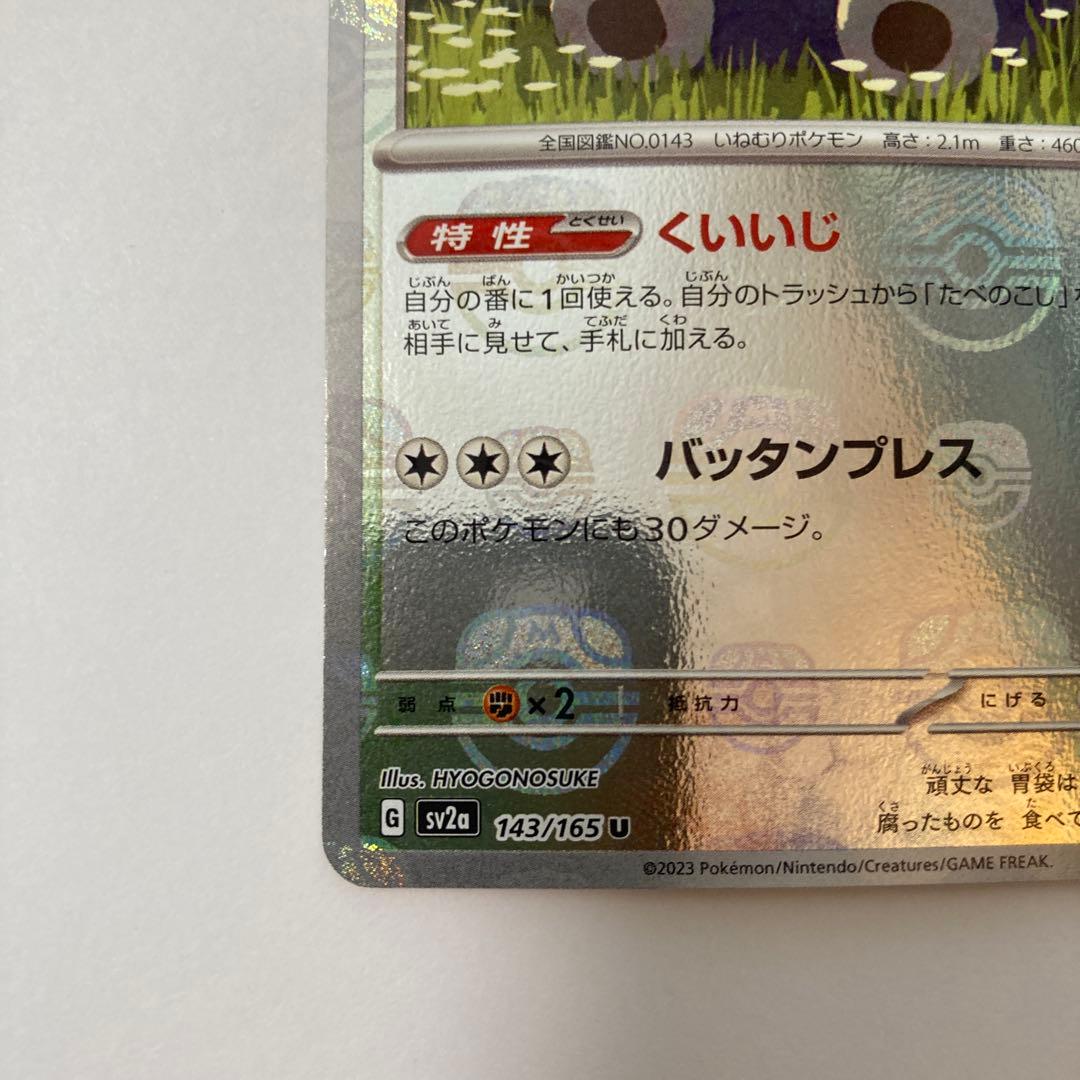 全国図鑑NO.0143 いねむりポケモン 高さ:2.1m 重さ:460
特性 とくせい くいいじ
じぶん ばん かいつか じぶん
自分の番に1回使える。自分のトラッシュから「たべのこし」を
あいて み てふだ くわ
相手に見せて、手札に加える。
バッタンプレス
このポケモンにも30ダメージ。
弱点 ×2 抵抗力 にげる
Illus. HYOGONOSUKE
がんじょう いぶくろ
頑丈な 胃袋は
G sv2a 143/165 U
くさ た
腐ったものを 食べて
©2023 Pokémon/Nintendo/Creatures/GAME FREAK.